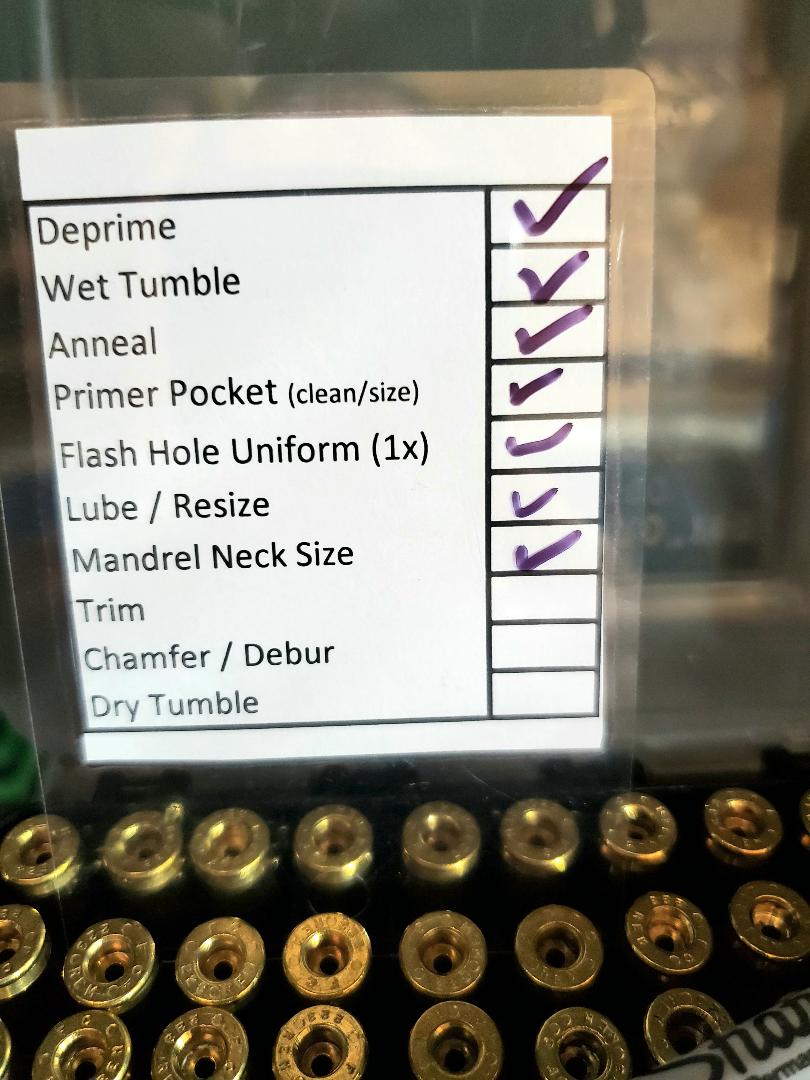 Deprime
Wet Tumble
Anneal
Primer Pocket (clean/size)
Flash Hole Uniform (1x)
Lube / Resize
Mandrel Neck Size
Trim
Chamfer / Debur
Dry Tumble